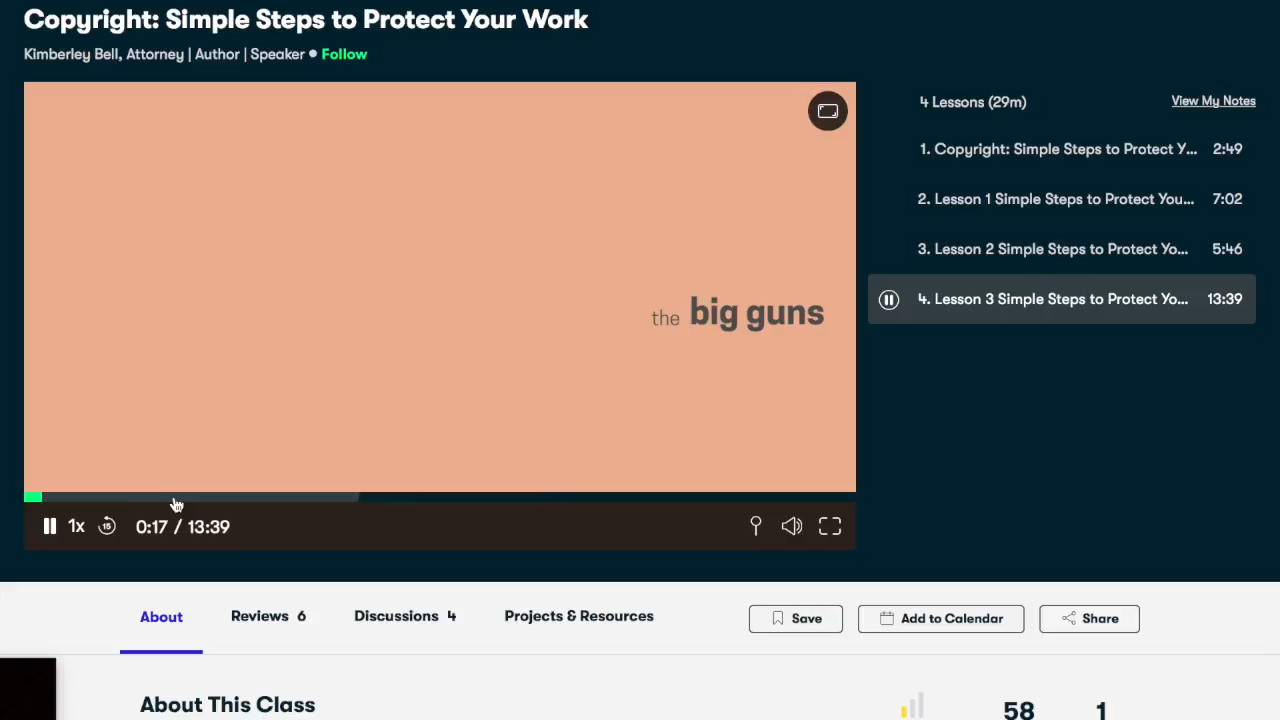 Copyright: Simple Steps to Protect Your Work
Kimberley Bell, Attorney | Author | Speaker • Follow
4 Lessons (29m) View My Notes
1. Copyright: Simple Steps to Protect Y... 2:49
2. Lesson 1 Simple Steps to Protect You... 7:02
3. Lesson 2 Simple Steps to Protect Yo... 5:46
4. Lesson 3 Simple Steps to Protect Yo... 13:39
the big guns
1x 15 0:17 / 13:39
About Reviews 6 Discussions 4 Projects & Resources Save Add to Calendar Share
About This Class 58 1